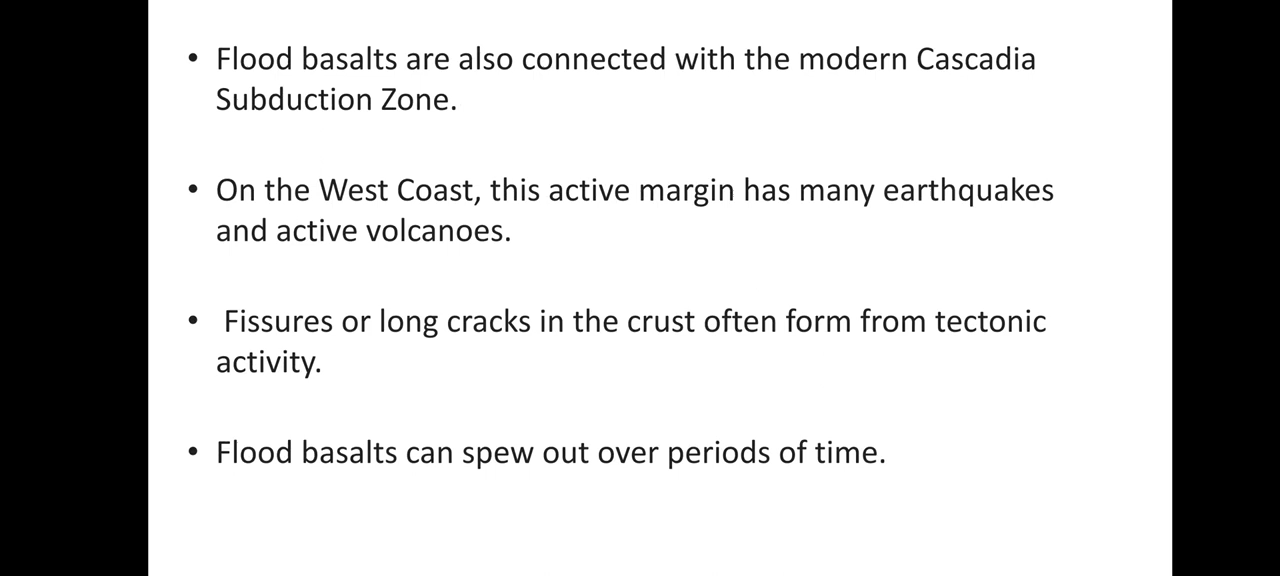 • Flood basalts are also connected with the modern Cascadia
Subduction Zone.
• On the West Coast, this active margin has many earthquakes
and active volcanoes.
• Fissures or long cracks in the crust often form from tectonic
activity.
• Flood basalts can spew out over periods of time.